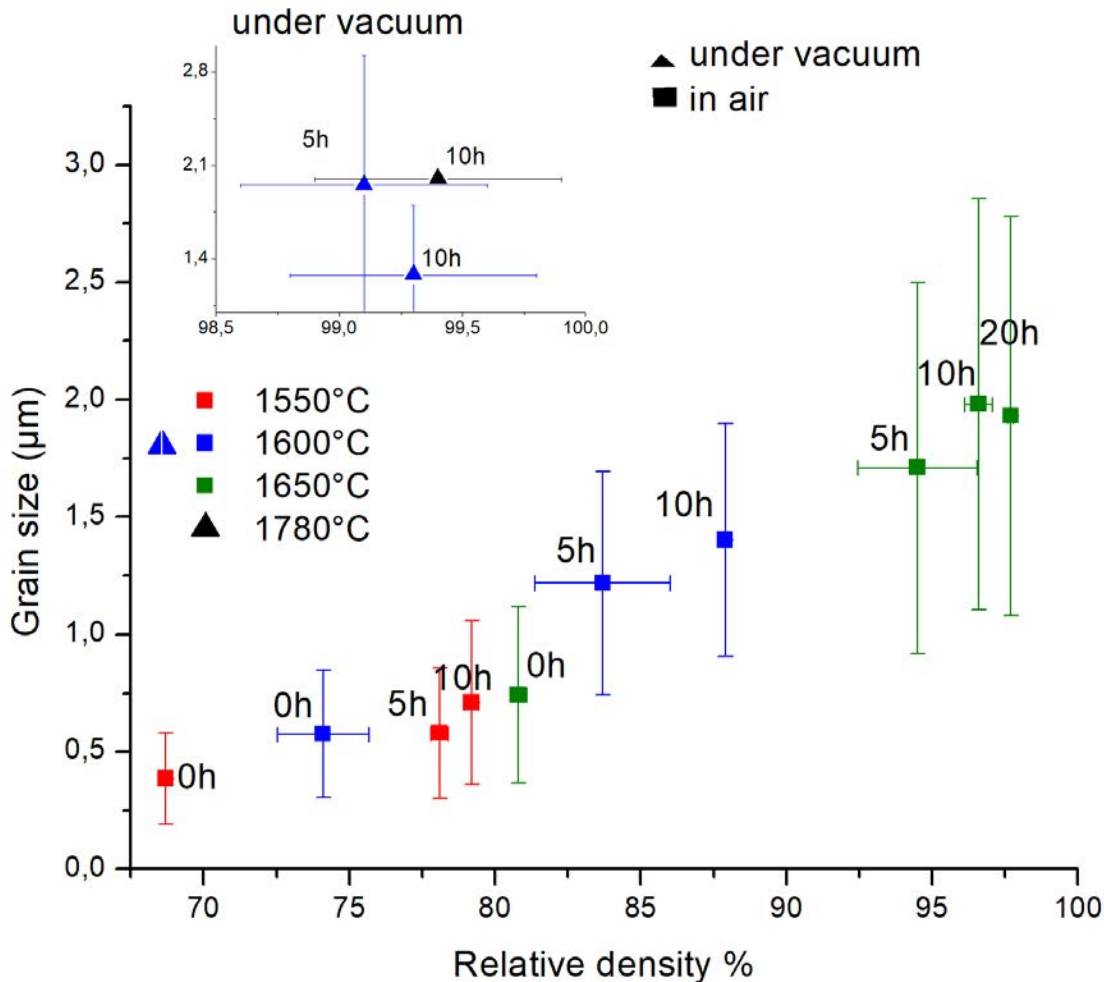 under vacuum
under vacuum
in air
2,8
2,1
1,4
5h
10h
10h
98,5
99,0
99,5
100,0
3,0
2,5
2,0
1,5
1,0
0,5
0,0
Grain size (µm)
1550°C
1600°C
1650°C
1780°C
20h
10h
5h
10h
5h
0h
10h
5h
0h
0h
70
75
80
85
90
95
100
Relative density %